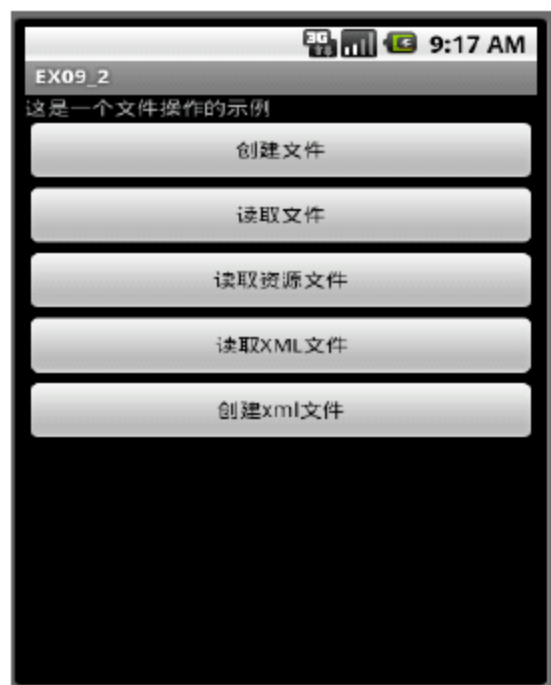 3G 9:17 AM
EX09_2
这是一个文件操作的示例
创建文件
读取文件
读取资源文件
读取XML文件
创建xml文件